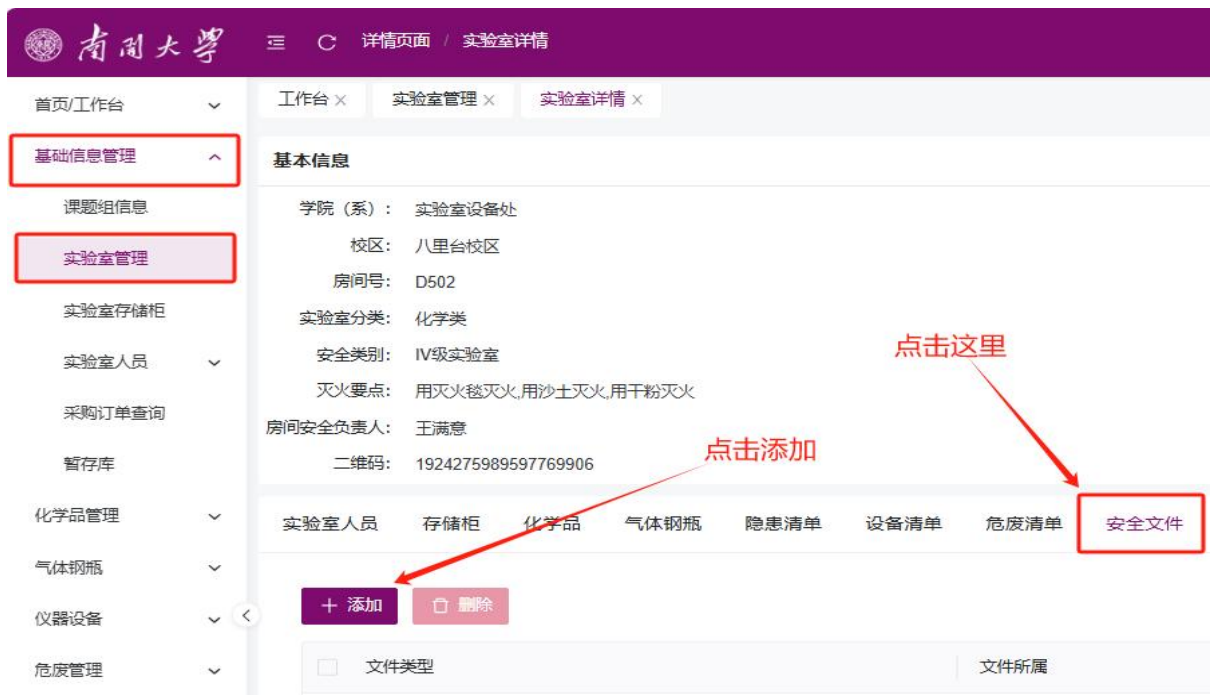 南開大學 详情页面 / 实验室详情
首页/工作台
工作台 × 实验室管理 × 实验室详情 ×
基础信息管理
基本信息
课题组信息
学院（系）： 实验室设备处
校区： 八里台校区
实验室管理
房间号： D502
实验室存储柜
实验室分类： 化学类
点击这里
安全类别： IV级实验室
实验室人员
灭火要点： 用灭火毯灭火,用沙土灭火,用干粉灭火
采购订单查询
房间安全负责人： 王满意
点击添加
暂存库
二维码： 1924275989597769906
化学品管理
实验室人员 存储柜 化学品 气体钢瓶 隐患清单 设备清单 危废清单 安全文件
气体钢瓶
+ 添加 删除
仪器设备
危废管理
文件类型 文件所属